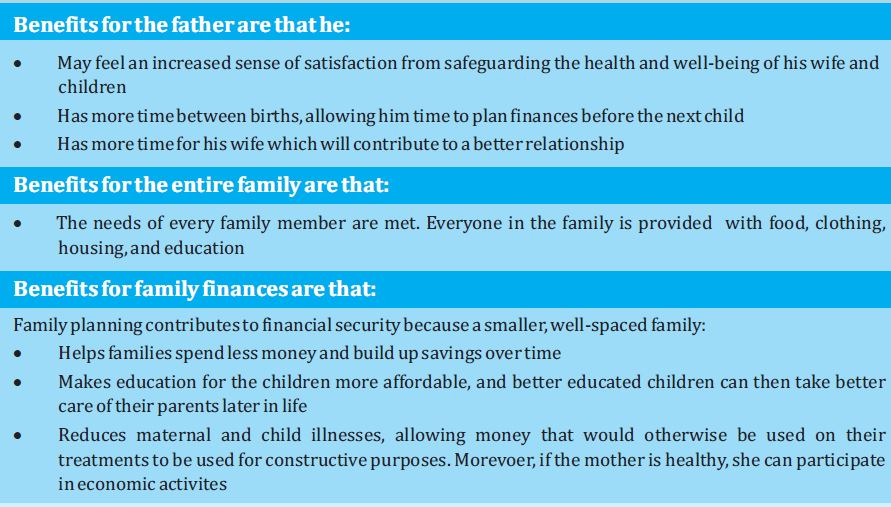 Benefits for the father are that he:
• May feel an increased sense of satisfaction from safeguarding the health and well-being of his wife and
children
• Has more time between births, allowing him time to plan finances before the next child
• Has more time for his wife which will contribute to a better relationship
Benefits for the entire family are that:
• The needs of every family member are met. Everyone in the family is provided with food, clothing,
housing, and education
Benefits for family finances are that:
Family planning contributes to financial security because a smaller, well-spaced family:
• Helps families spend less money and build up savings over time
• Makes education for the children more affordable, and better educated children can then take better
care of their parents later in life
• Reduces maternal and child illnesses, allowing money that would otherwise be used on their
treatments to be used for constructive purposes. Morevoer, if the mother is healthy, she can participate
in economic activites